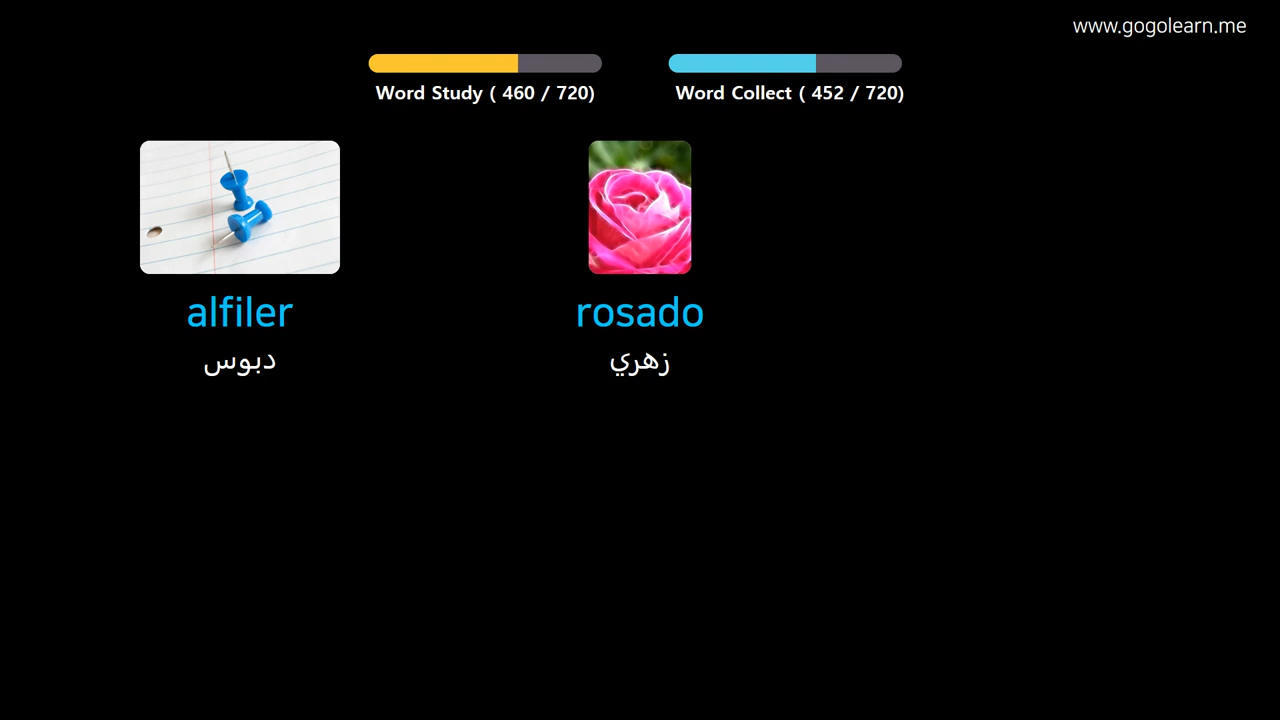 www.gogolearn.me
Word Study ( 460 / 720)
Word Collect ( 452 / 720)
alfiler
دبوس
rosado
زهري